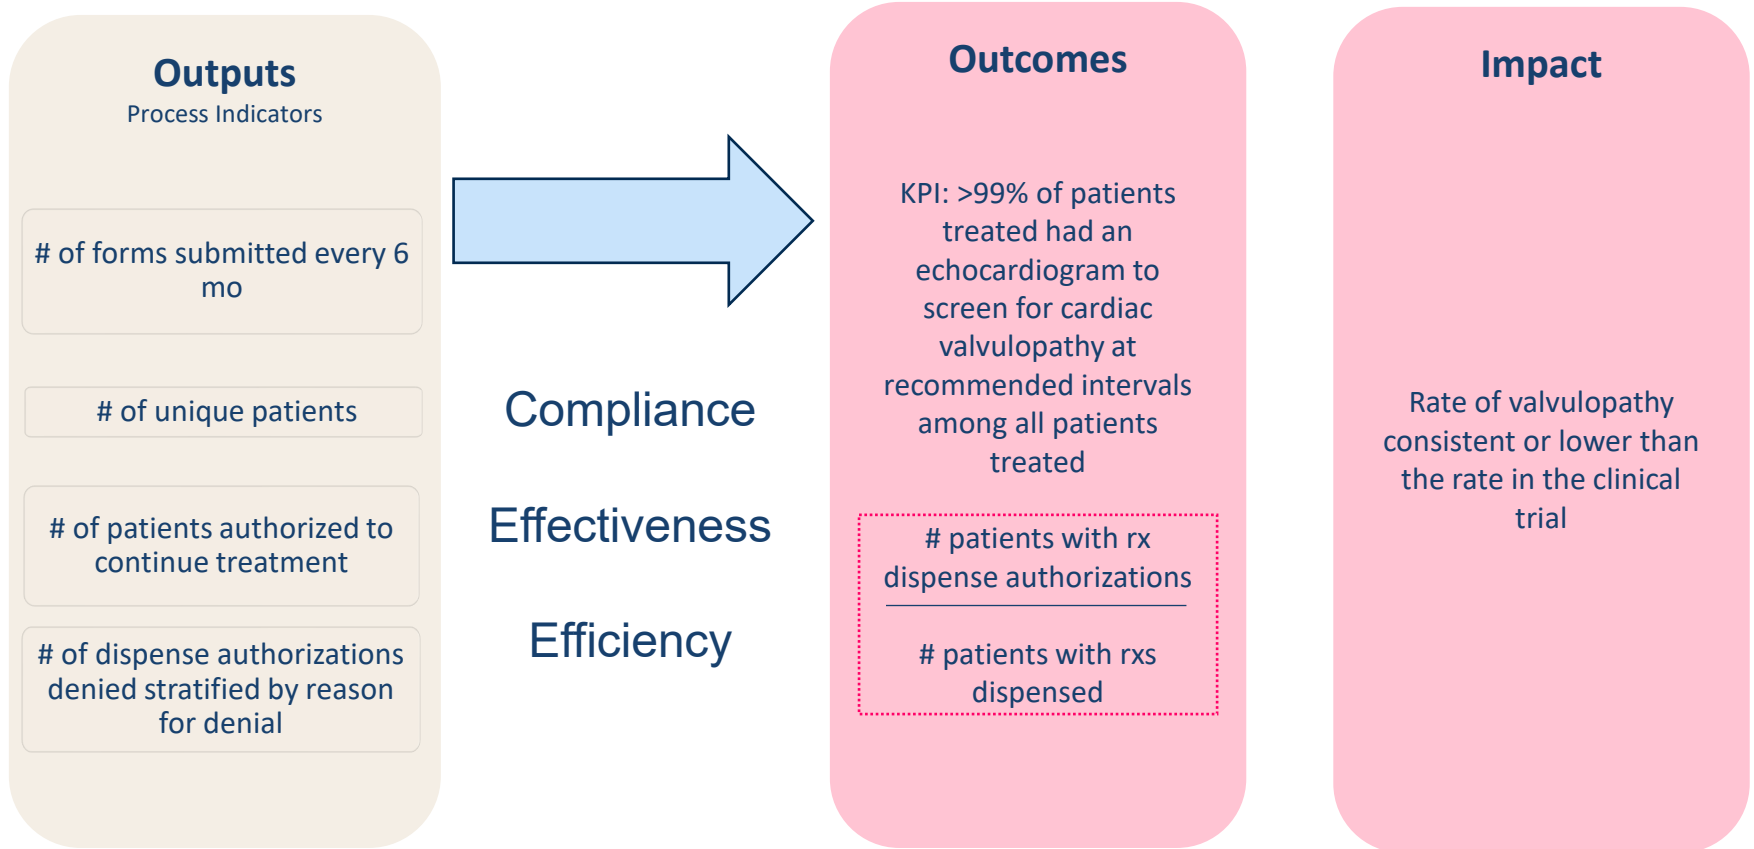 Outputs
Process Indicators
# of forms submitted every 6
mo
# of unique patients
# of patients authorized to
continue treatment
# of dispense authorizations
denied stratified by reason
for denial
Compliance
Effectiveness
Efficiency
Outcomes
KPI: >99% of patients
treated had an
echocardiogram to
screen for cardiac
valvulopathy at
recommended intervals
among all patients
treated
# patients with rx
dispense authorizations
# patients with rxs
dispensed
Impact
Rate of valvulopathy
consistent or lower than
the rate in the clinical
trial